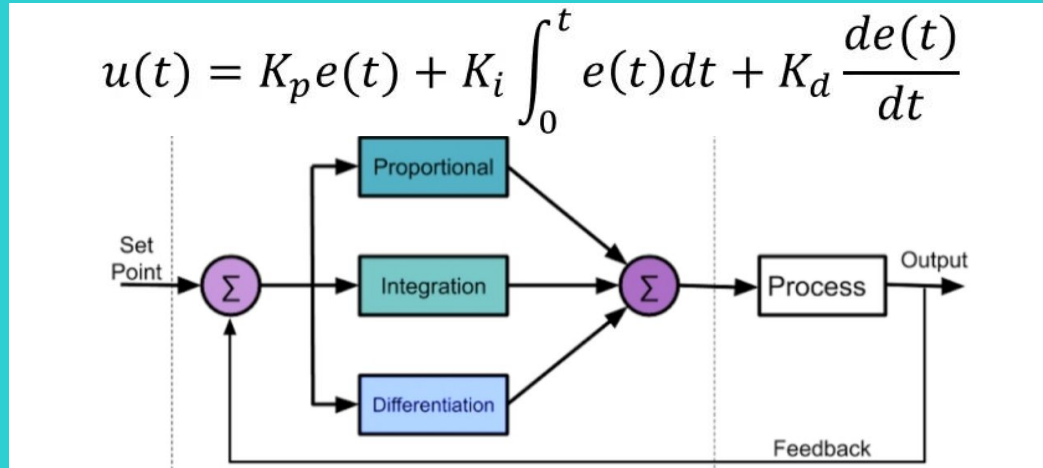 u(t) = K_p e(t) + K_i ∫_0^t e(t)dt + K_d de(t)/dt
Proportional
Set
Point
Σ
Integration
Σ
Process
Output
Differentiation
Feedback